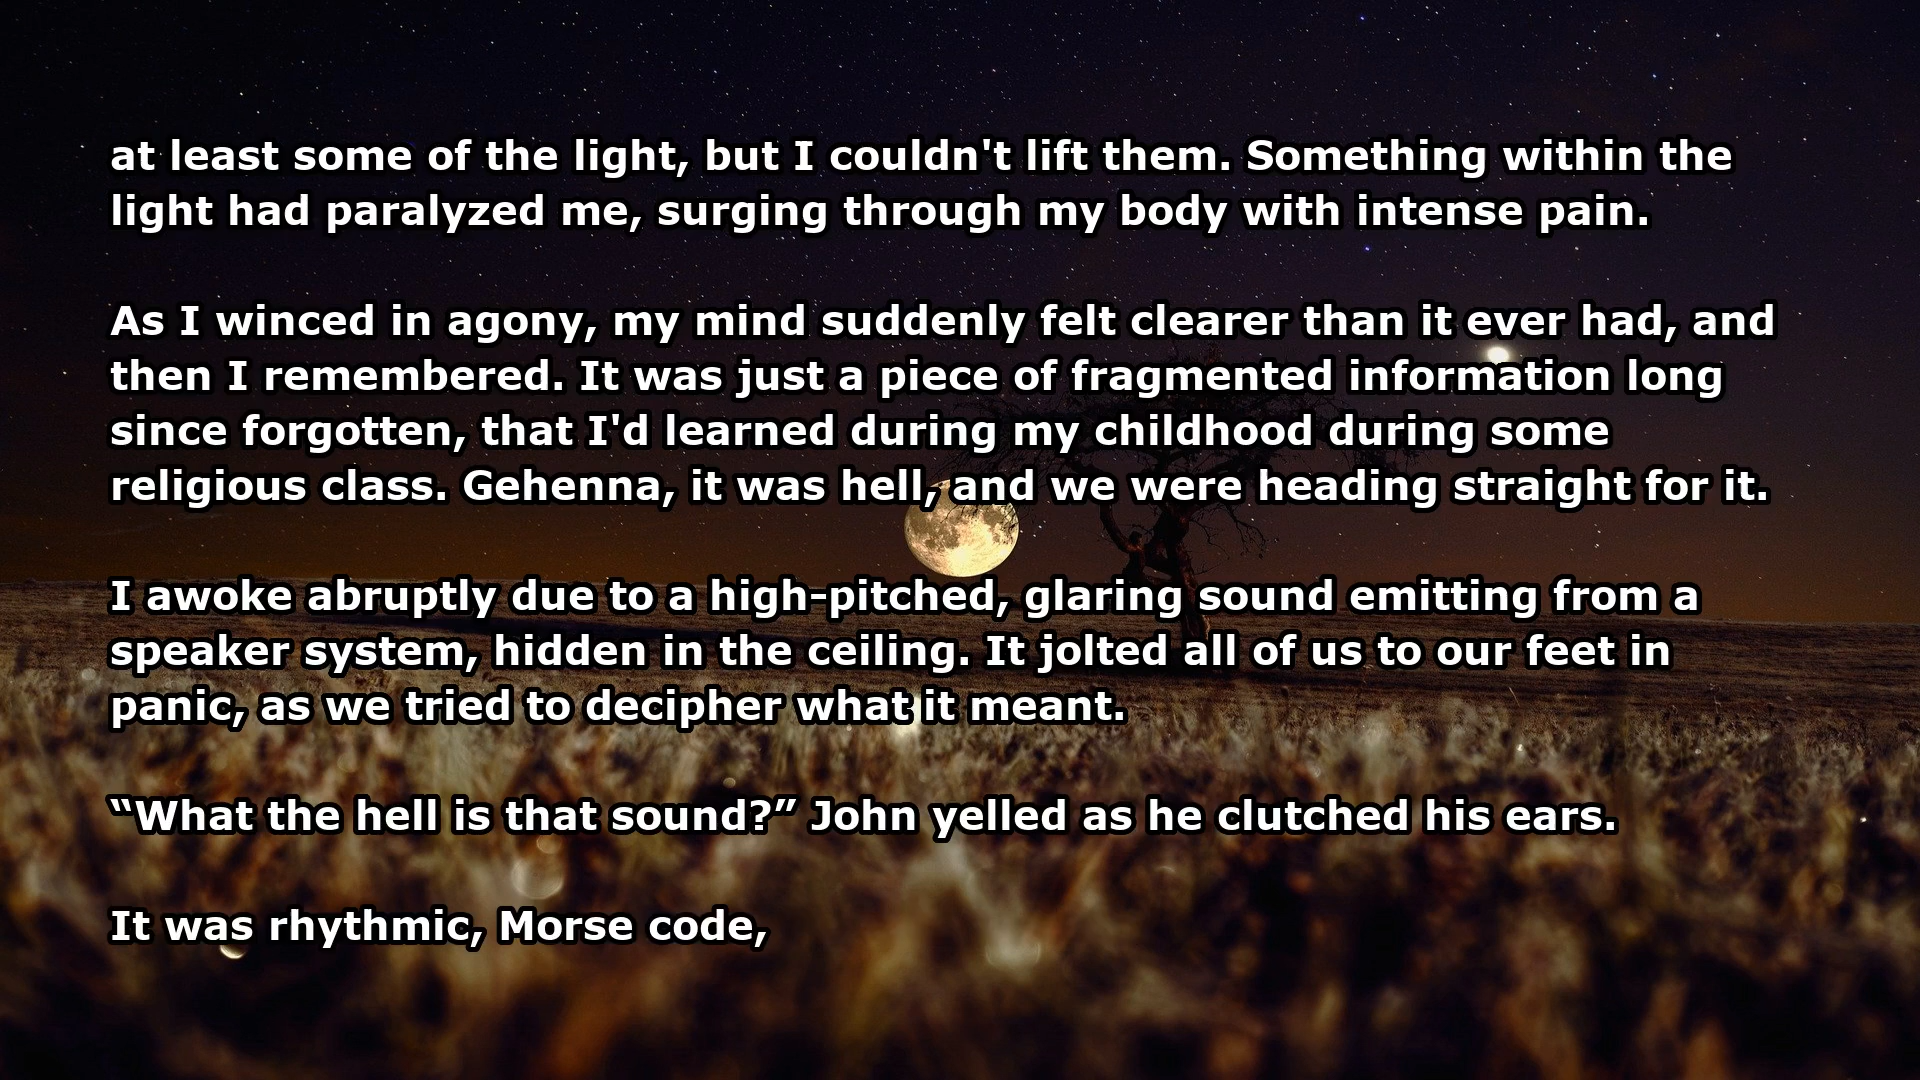 at least some of the light, but I couldn't lift them. Something within the
light had paralyzed me, surging through my body with intense pain.
As I winced in agony, my mind suddenly felt clearer than it ever had, and
then I remembered. It was just a piece of fragmented information long
since forgotten, that I'd learned during my childhood during some
religious class. Gehenna, it was hell, and we were heading straight for it.
I awoke abruptly due to a high-pitched, glaring sound emitting from a
speaker system, hidden in the ceiling. It jolted all of us to our feet in
panic, as we tried to decipher what it meant.
“What the hell is that sound?” John yelled as he clutched his ears.
It was rhythmic, Morse code,